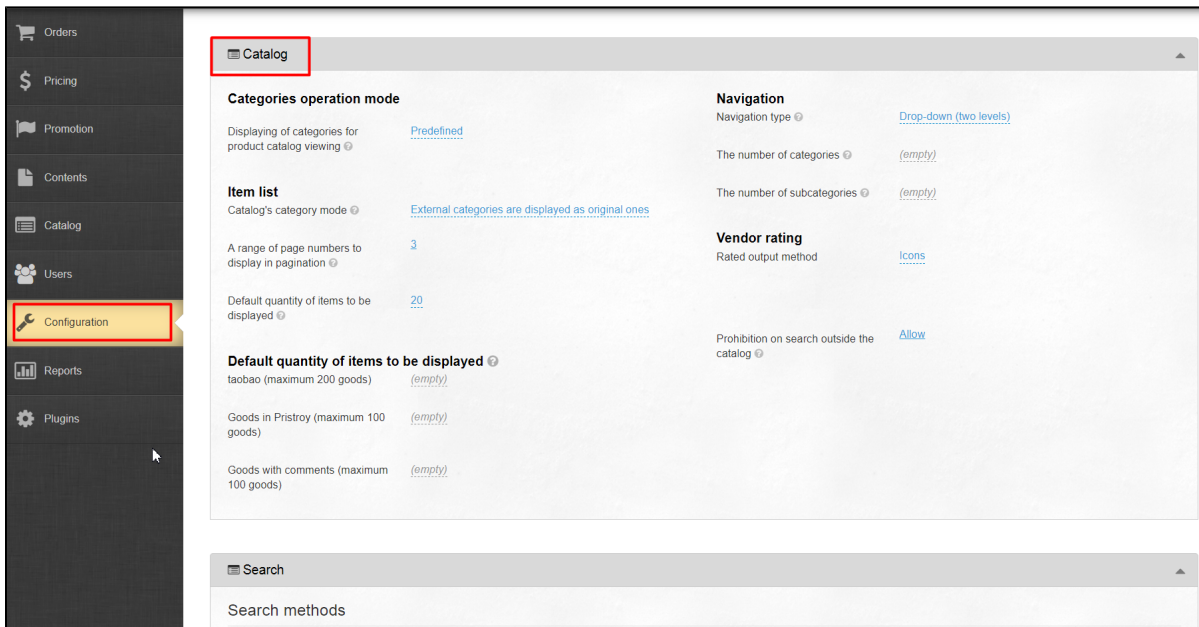 Orders
Pricing
Promotion
Contents
Catalog
Users
Configuration
Reports
Plugins
Catalog
Categories operation mode
Displaying of categories for
product catalog viewing
Predefined
Item list
Catalog's category mode
External categories are displayed as original ones
A range of page numbers to
display in pagination
3
Default quantity of items to be
displayed
20
Default quantity of items to be displayed
taobao (maximum 200 goods)
(empty)
Goods in Pristroy (maximum 100
goods)
(empty)
Goods with comments (maximum
100 goods)
(empty)
Navigation
Navigation type
Drop-down (two levels)
The number of categories
(empty)
The number of subcategories
(empty)
Vendor rating
Rated output method
Icons
Prohibition on search outside the
catalog
Allow
Search
Search methods